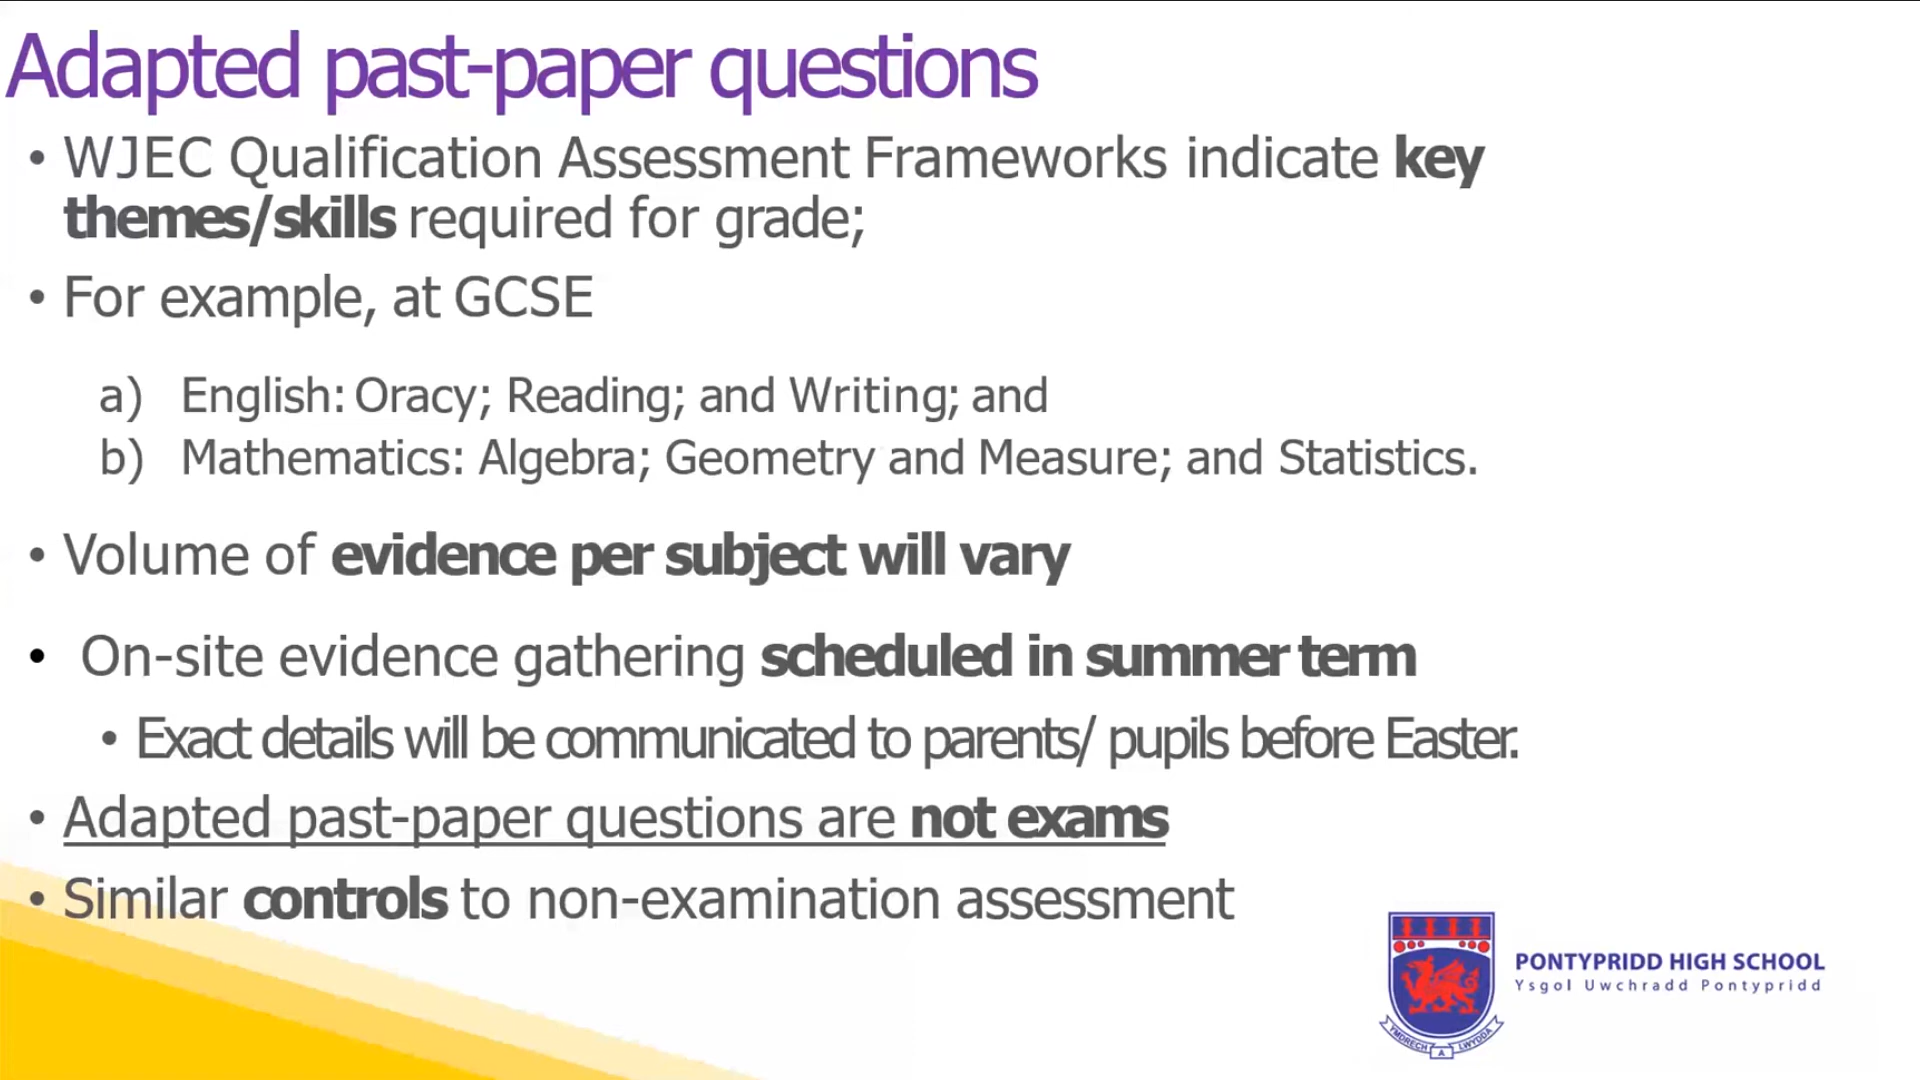 Adapted past-paper questions
• WJEC Qualification Assessment Frameworks indicate key
themes/skills required for grade;
• For example, at GCSE
a) English: Oracy; Reading; and Writing; and
b) Mathematics: Algebra; Geometry and Measure; and Statistics.
• Volume of evidence per subject will vary
• On-site evidence gathering scheduled in summer term
• Exact details will be communicated to parents/ pupils before Easter.
• Adapted past-paper questions are not exams
• Similar controls to non-examination assessment
PONTYPRIDD HIGH SCHOOL
Ysgol Uwchradd Pontypridd
YMDRECH A LWYDDA